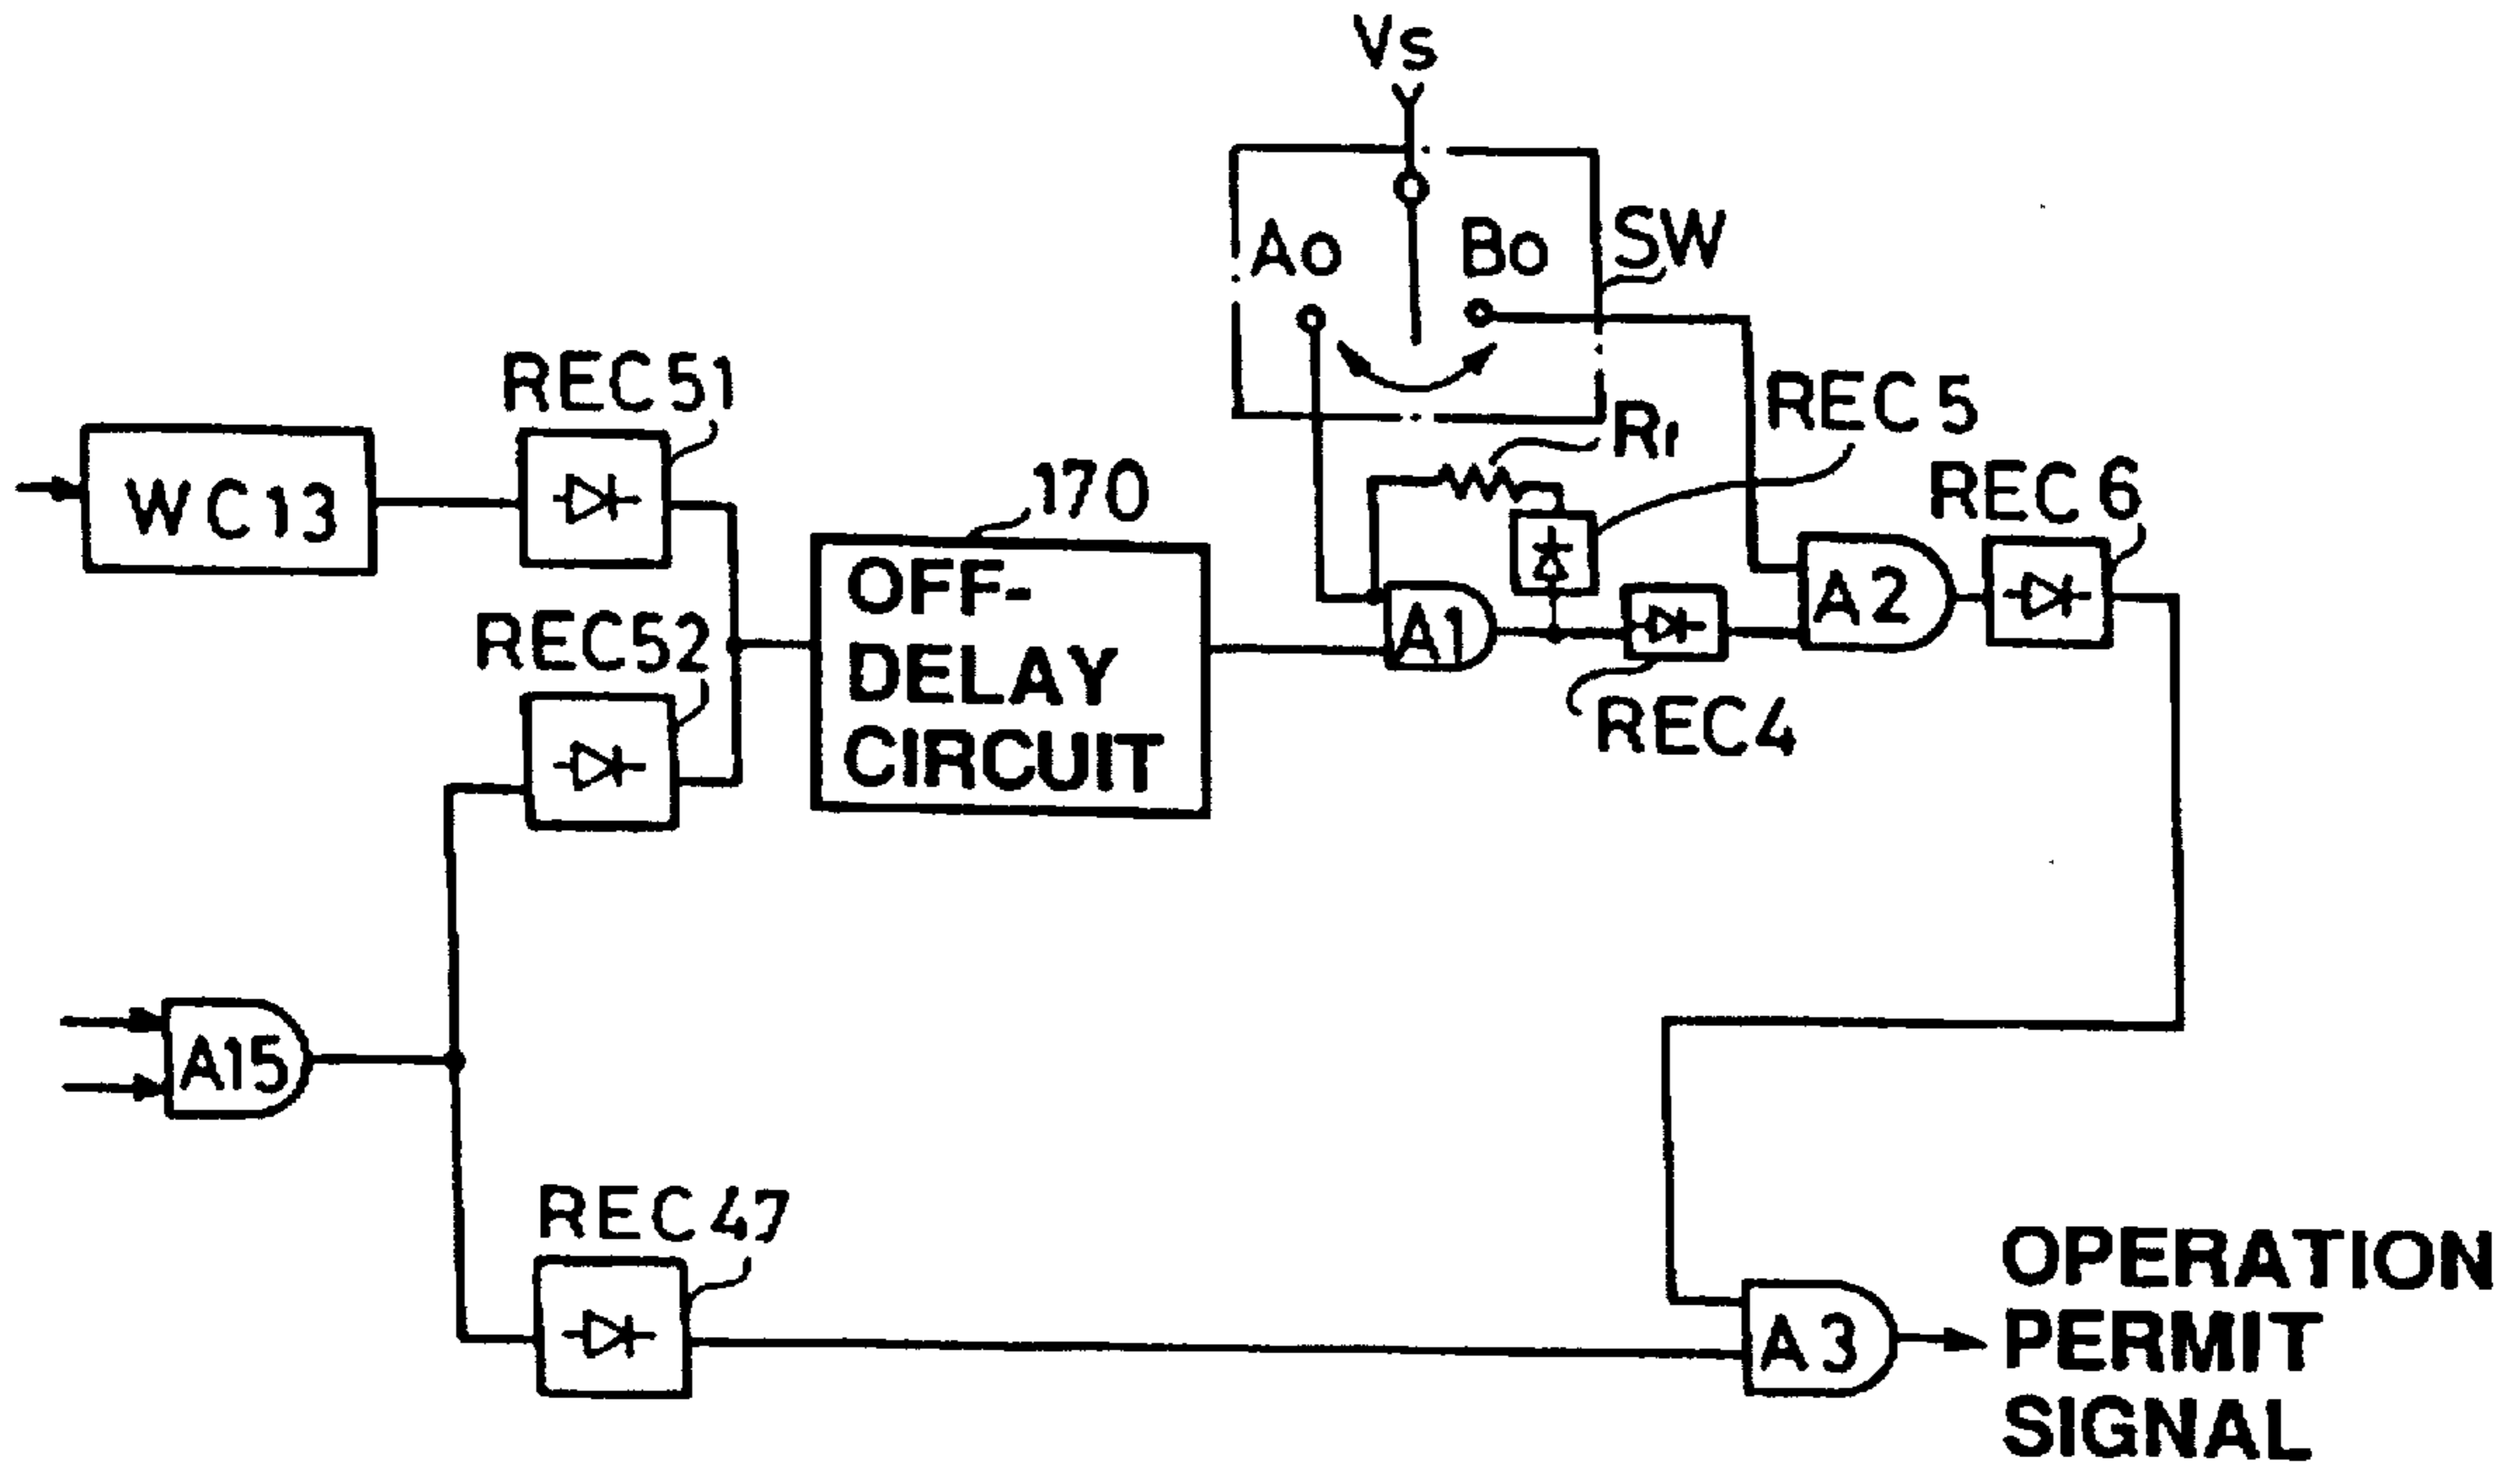 Vs
Ao
Bo
SW
REC51
R1
REC5
WC13
170
REC6
OFF-
DELAY
CIRCUIT
REC52
A1
A2
REC4
A15
REC47
A3
OPERATION
PERMIT
SIGNAL